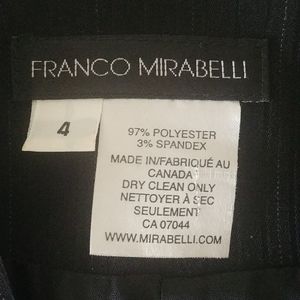 FRANCO MIRABELLI
4
97% POLYESTER
3% SPANDEX
MADE IN/FABRIQUÉ AU
CANADA
DRY CLEAN ONLY
NETTOYER À SEC
SEULEMENT
CA 07044
WWW.MIRABELLI.COM